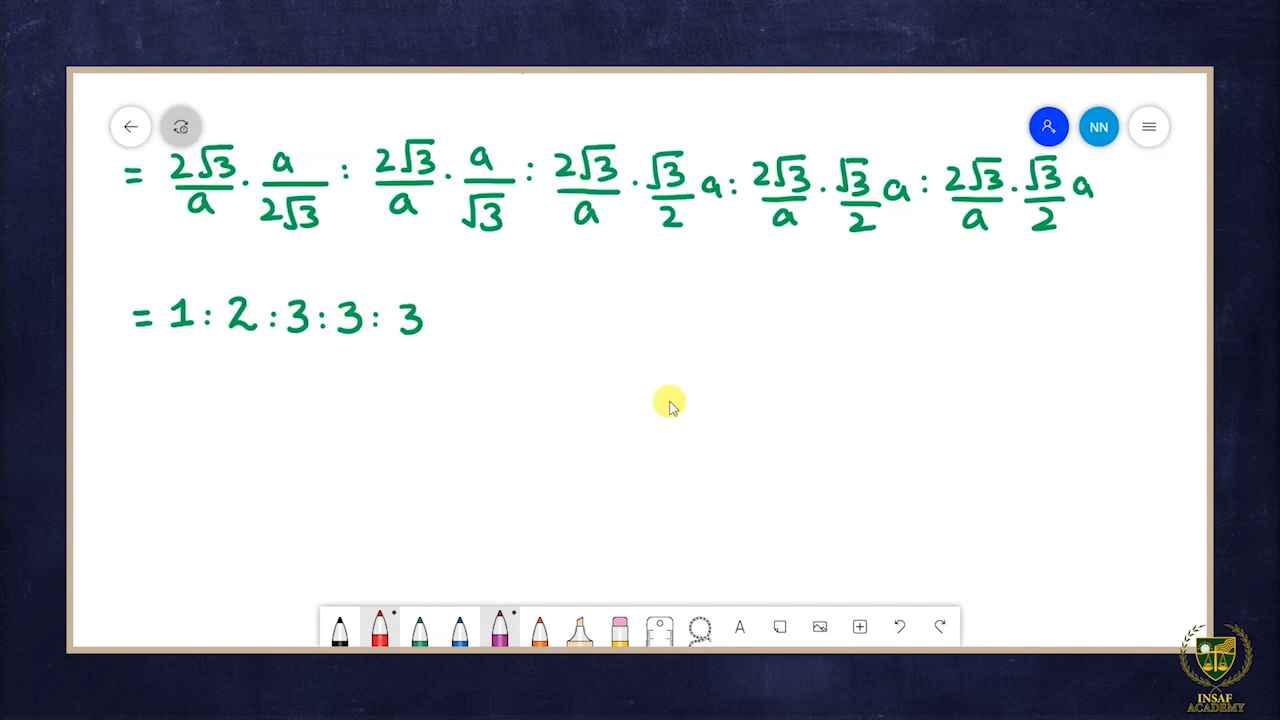 NN
= 2√3/a · a/2√3 : 2√3/a · a/√3 : 2√3/a · √3/2 a : 2√3/a · √3/2 a : 2√3/a · √3/2 a
= 1 : 2 : 3 : 3 : 3
A
INSAF
ACADEMY